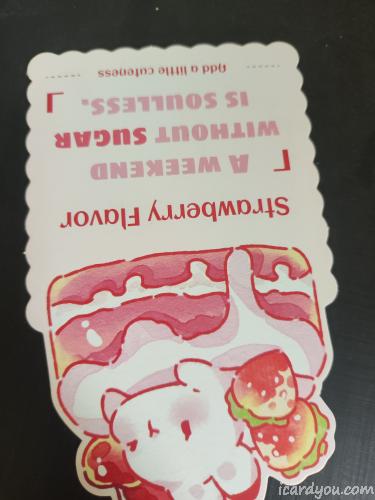 Strawberry Flavor
A WEEKEND
WITHOUT SUGAR
IS SOULLESS.
Add a little cuteness
icardyou.com